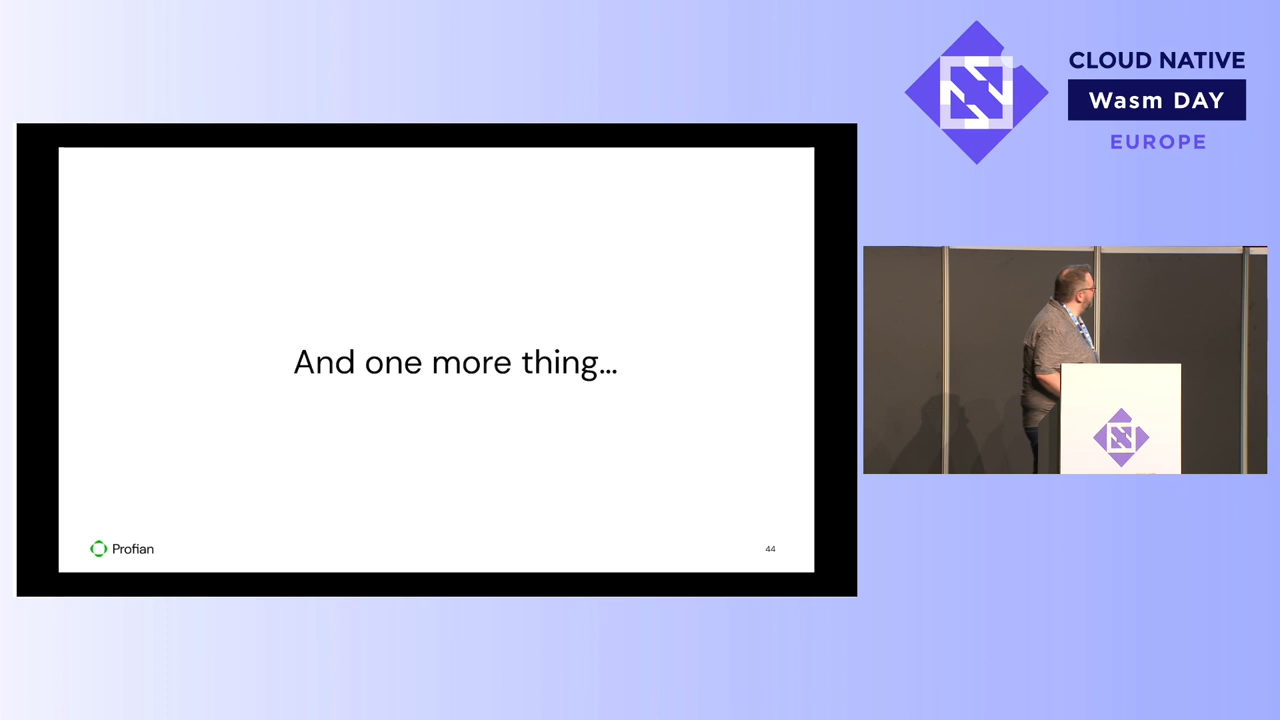 CLOUD NATIVE
Wasm DAY
EUROPE
And one more thing...
Profian
44